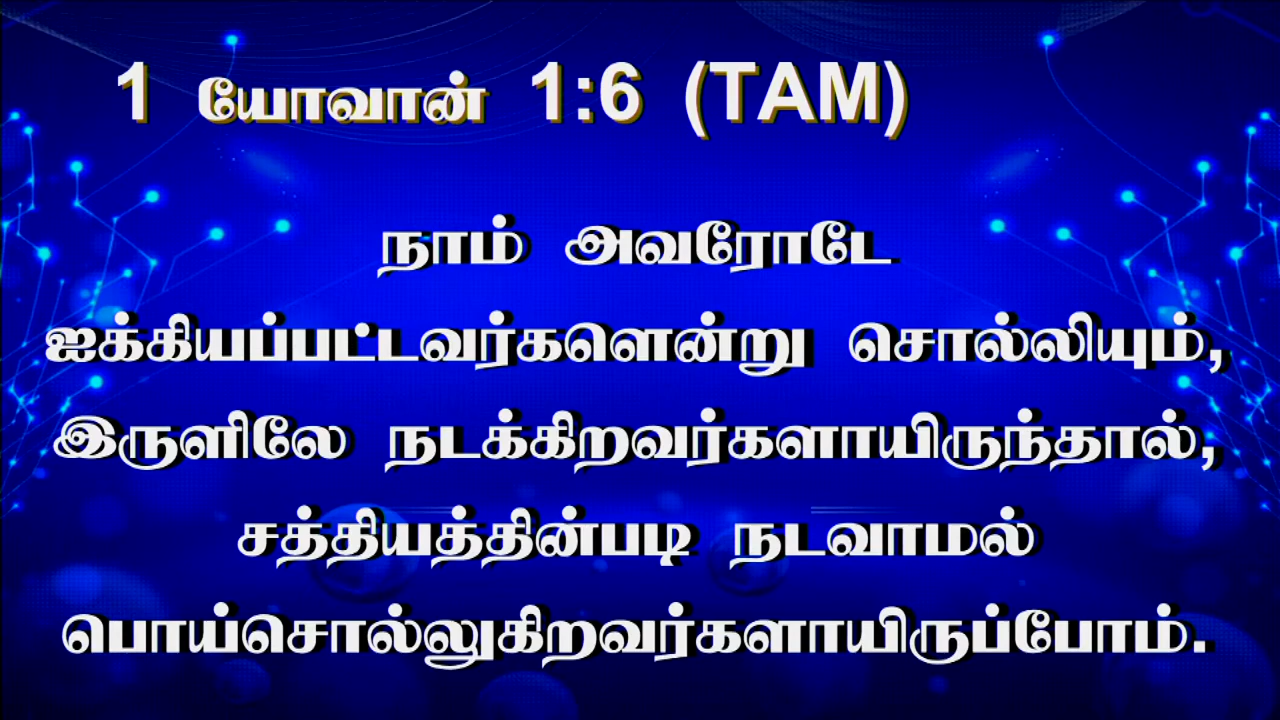 1 யோவான் 1:6 (TAM)
நாம் அவரோடே
ஐக்கியப்பட்டவர்களென்று சொல்லியும்,
இருளிலே நடக்கிறவர்களாயிருந்தால்,
சத்தியத்தின்படி நடவாமல்
பொய்சொல்லுகிறவர்களாயிருப்போம்.